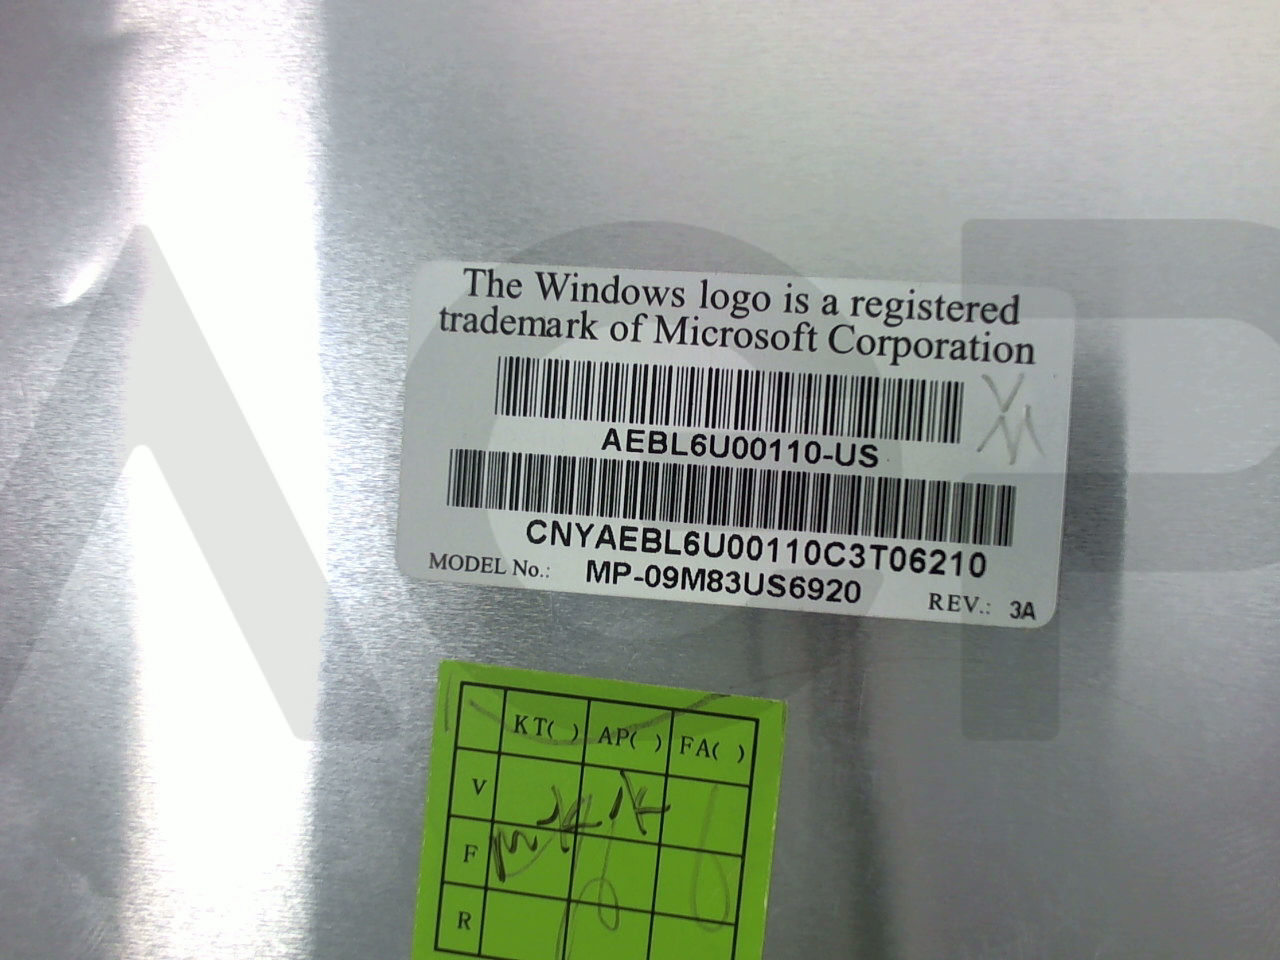 The Windows logo is a registered
trademark of Microsoft Corporation
AEBL6U00110-US
CNYAEBL6U00110C3T06210
MODEL No.: MP-09M83US6920 REV.: 3A
KT( ) AP( ) FA( )
V
F
R